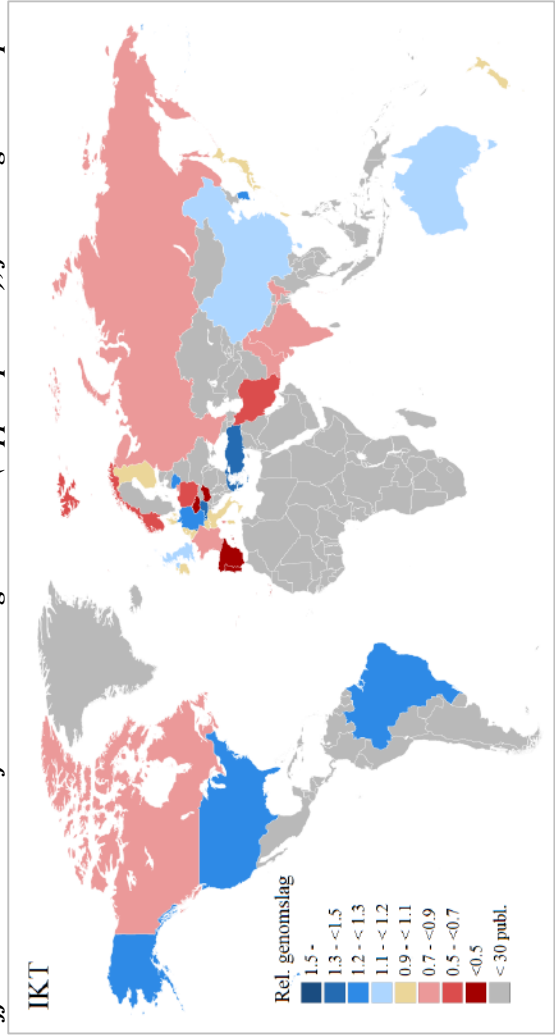 IKT
Rel. genomslag
1.5 -
1.3 - <1.5
1.2 - < 1.3
1.1 - < 1.2
0.9 - < 1.1
0.7 - <0.9
0.5 - <0.7
<0.5
< 30 publ.